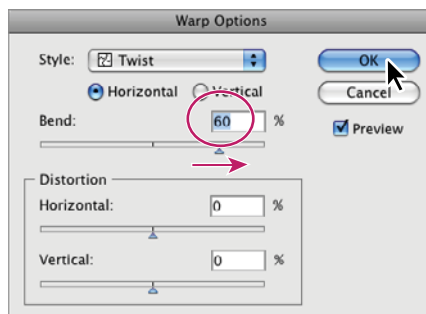 Warp Options
Style: Twist
OK
Horizontal Vertical
Cancel
Bend: 60 %
Preview
Distortion
Horizontal: 0 %
Vertical: 0 %